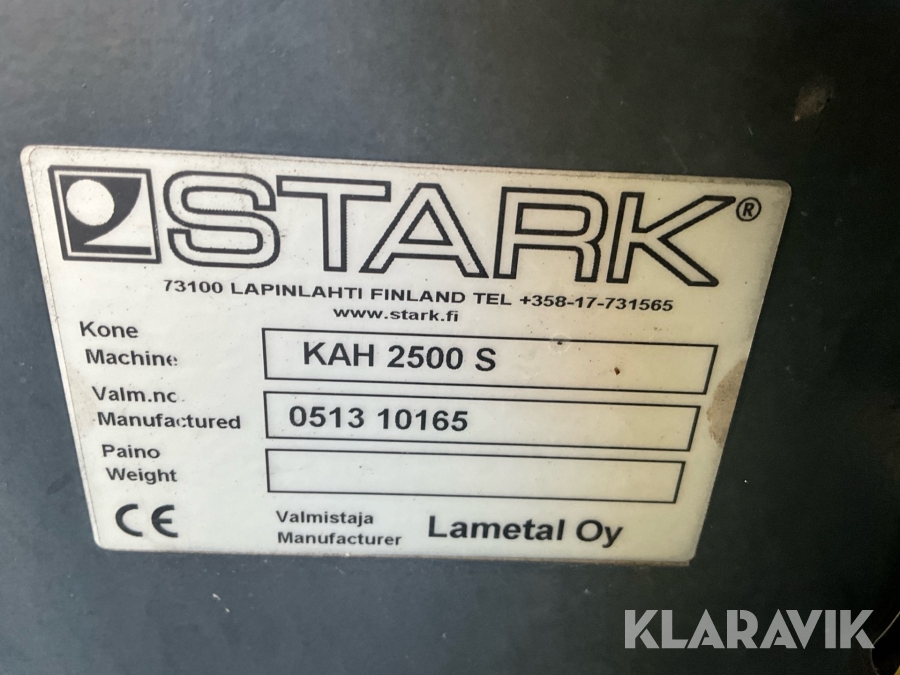 STARK®
73100 LAPINLAHTI FINLAND TEL +358-17-731565
www.stark.fi
Kone
Machine
KAH 2500 S
Valm.no
Manufactured
0513 10165
Paino
Weight
CE
Valmistaja
Manufacturer
Lametal Oy
KLARAVIK